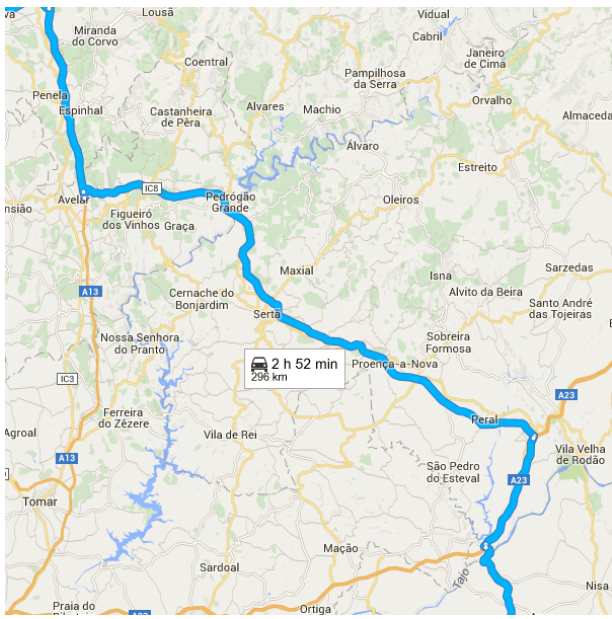 Lousã
Vidual
va
Miranda
do Corvo
Cabril
Janeiro
de Cima
Coentral
Pampilhosa
da Serra
Penela
Espinhal
Castanheira
de Pêra
Alvares
Machio
Orvalho
Almaceda
Álvaro
Estreito
IC8
Avelar
Pedrógão
Grande
Oleiros
nsião
Figueiró
dos Vinhos
Graça
Maxial
Isna
Sarzedas
A13
Cernache do
Bonjardim
Alvito da Beira
Santo André
das Tojeiras
Sertã
B
Nossa Senhora
do Pranto
Sobreira
Formosa
2 h 52 min
296 km
Proença-a-Nova
IC3
A23
Ferreira
do Zêzere
Peral
Agroal
Vila de Rei
A13
São Pedro
do Esteval
Vila Velha
de Rodão
A23
Tomar
Mação
Sardoal
Tajo
Nisa
Praia do
Ortiga